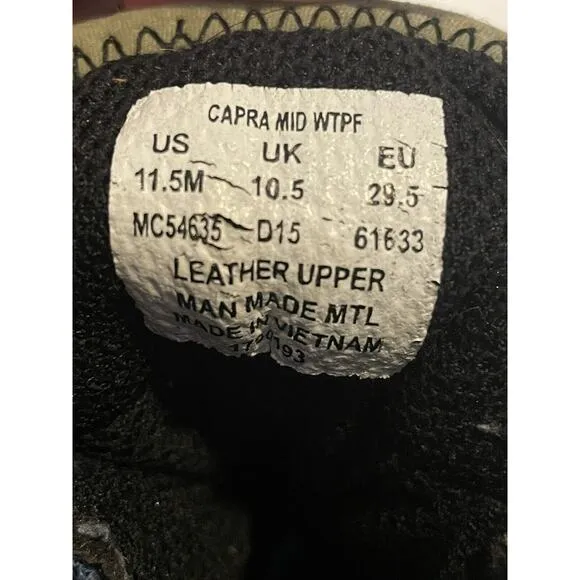 CAPRA MID WTPF
US UK EU
11.5M 10.5 29.5
MC54635 D15 61633
LEATHER UPPER
MAN MADE MTL
MADE IN VIETNAM